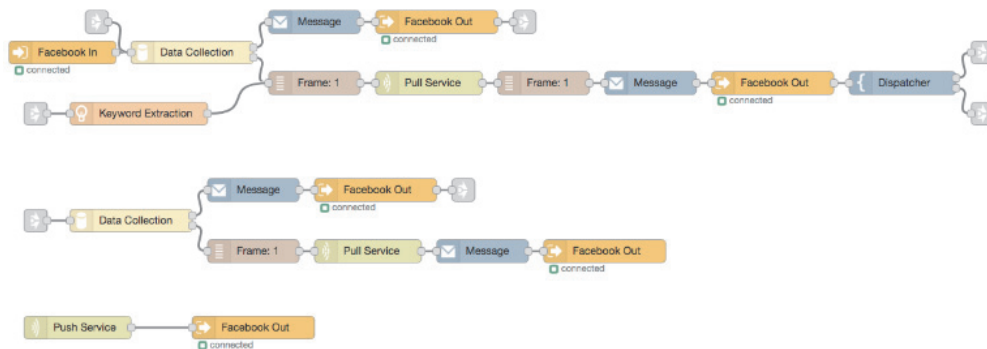 Message
Facebook Out
connected
Facebook In
connected
Data Collection
Frame: 1
Pull Service
Frame: 1
Message
Facebook Out
connected
Dispatcher
Keyword Extraction
Message
Facebook Out
connected
Data Collection
Frame: 1
Pull Service
Message
Facebook Out
connected
Push Service
Facebook Out
connected